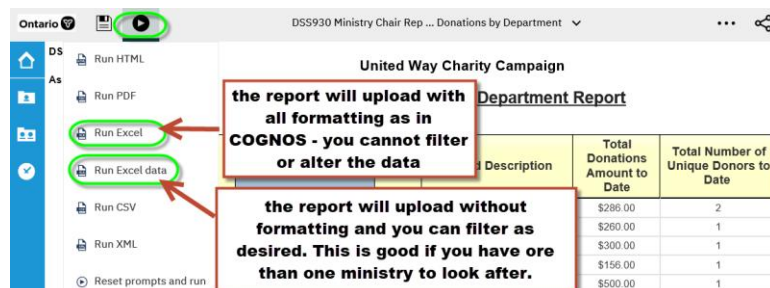 Ontario
DSS930 Ministry Chair Rep ... Donations by Department
DS
As
Run HTML
Run PDF
Run Excel
Run Excel data
Run CSV
Run XML
Reset prompts and run
United Way Charity Campaign
Department Report
the report will upload with
all formatting as in
COGNOS - you cannot filter
or alter the data
d Description
Total
Donations
Amount to
Date
Total Number of
Unique Donors to
Date
the report will upload without
formatting and you can filter as
desired. This is good if you have ore
than one ministry to look after.
$286.00 2
$260.00 1
$300.00 1
$156.00 1
$500.00 1